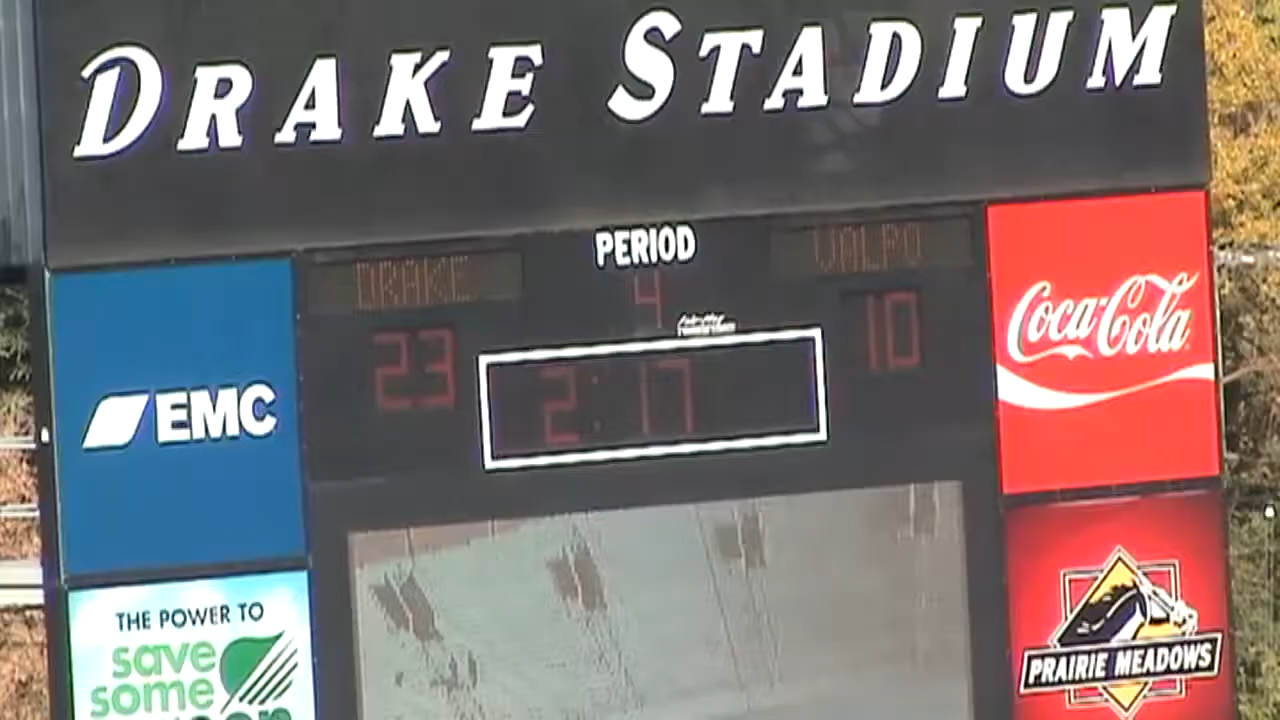 DRAKE STADIUM
PERIOD
DRAKE
VALPO
4
23
10
2:17
EMC
Coca-Cola
THE POWER TO
save
some
PRAIRIE MEADOWS